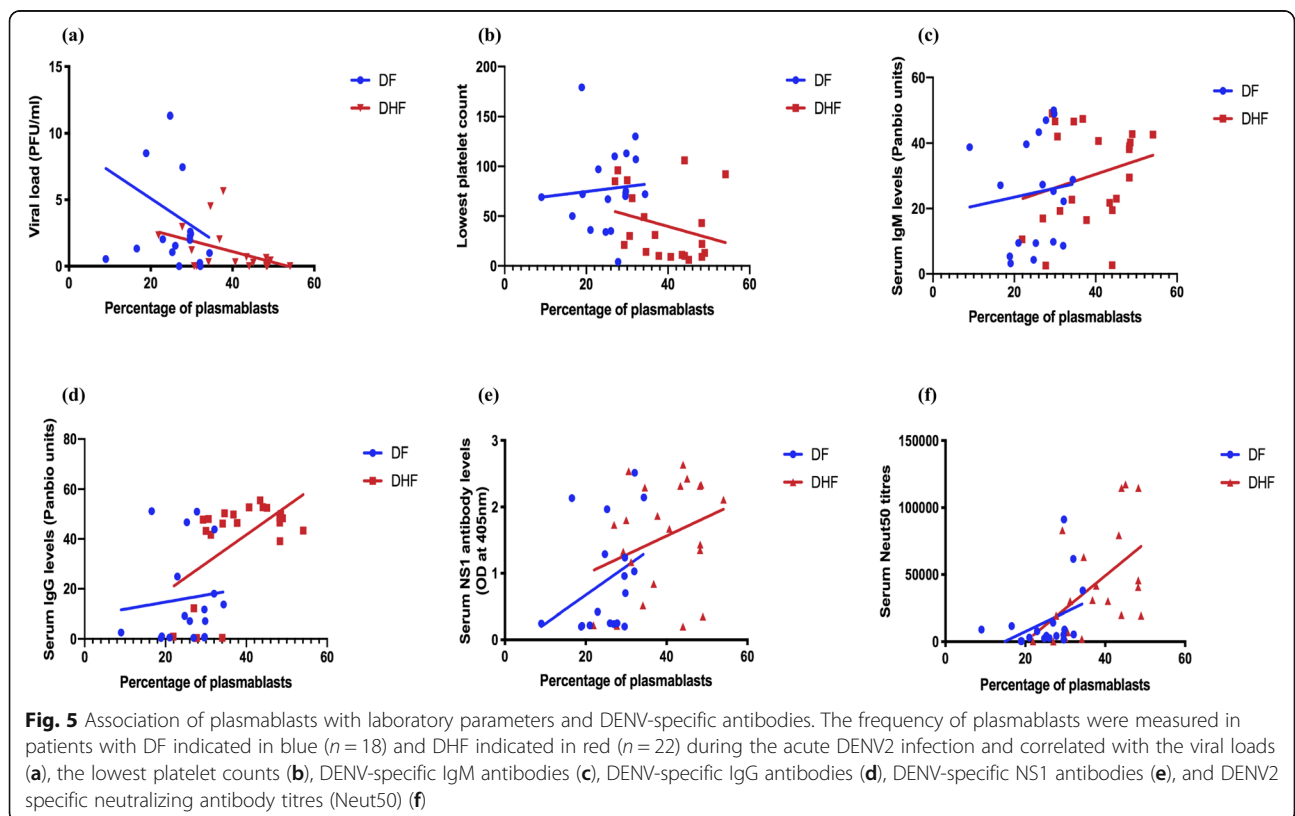 (a)
Viral load (PFU/ml)
15
10
5
0
0 20 40 60
Percentage of plasmablasts
DF
DHF
(b)
Lowest platelet count
200
150
100
50
0
0 20 40 60
Percentage of plasmablasts
DF
DHF
(c)
Serum IgM levels (Panbio units)
60
40
20
0
0 20 40 60
Percentage of plasmablasts
DF
DHF
(d)
Serum IgG levels (Panbio units)
80
60
40
20
0
0 20 40 60
Percentage of plasmablasts
DF
DHF
(e)
Serum NS1 antibody levels
(OD at 405nm)
3
2
1
0
0 20 40 60
Percentage of plasmablasts
DF
DHF
(f)
Serum Neut50 titres
150000
100000
50000
0
0 20 40 60
Percentage of plasmablasts
DF
DHF
Fig. 5 Association of plasmablasts with laboratory parameters and DENV-specific antibodies. The frequency of plasmablasts were measured in
patients with DF indicated in blue (n = 18) and DHF indicated in red (n = 22) during the acute DENV2 infection and correlated with the viral loads
(a), the lowest platelet counts (b), DENV-specific IgM antibodies (c), DENV-specific IgG antibodies (d), DENV-specific NS1 antibodies (e), and DENV2
specific neutralizing antibody titres (Neut50) (f)